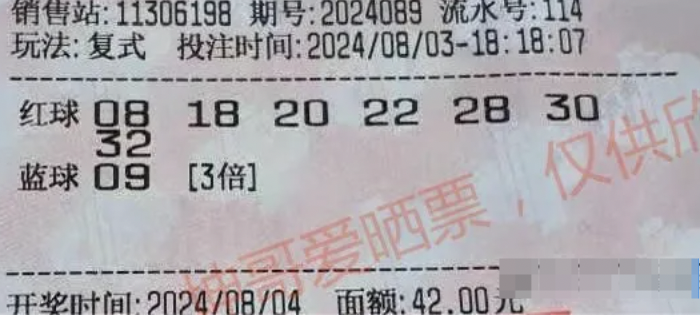 销售站:11306198 期号:2024089 流水号:114
玩法:复式 投注时间:2024/08/03-18:18:07
红球 08 18 20 22 28 30
32
蓝球 09 [3倍]
哥爱晒票，仅供欣
开奖时间:2024/08/04 面额:42.00元